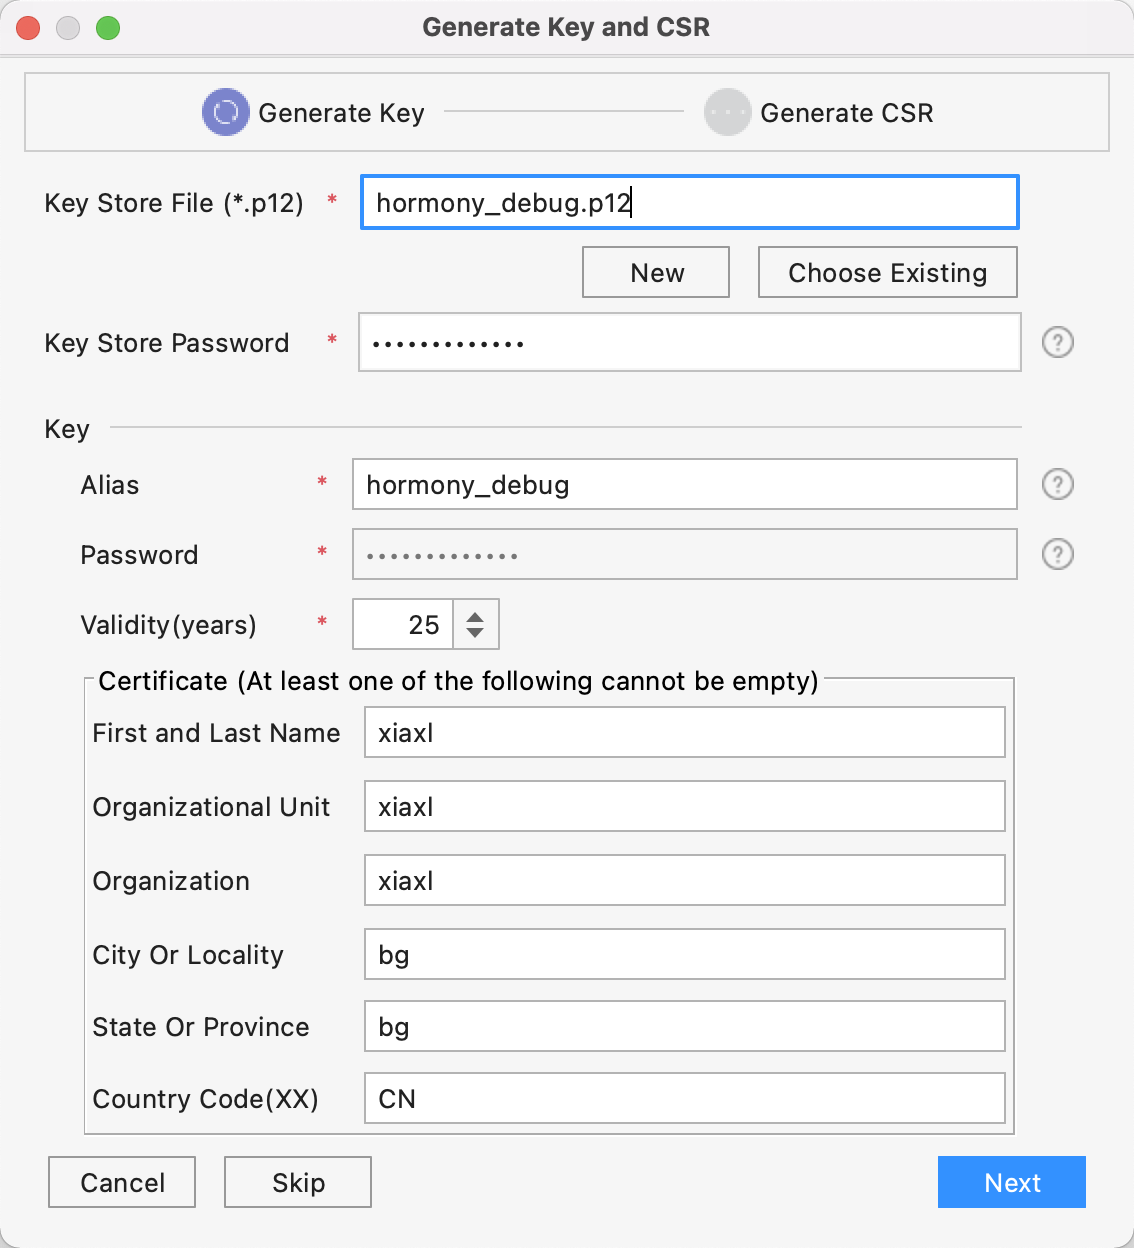 Generate Key and CSR
Generate Key
Generate CSR
Key Store File (*.p12) * hormony_debug.p12
New Choose Existing
Key Store Password * ••••••••••••• ?
Key
Alias * hormony_debug ?
Password * ••••••••••••• ?
Validity(years) * 25
Certificate (At least one of the following cannot be empty)
First and Last Name xiaxl
Organizational Unit xiaxl
Organization xiaxl
City Or Locality bg
State Or Province bg
Country Code(XX) CN
Cancel Skip Next